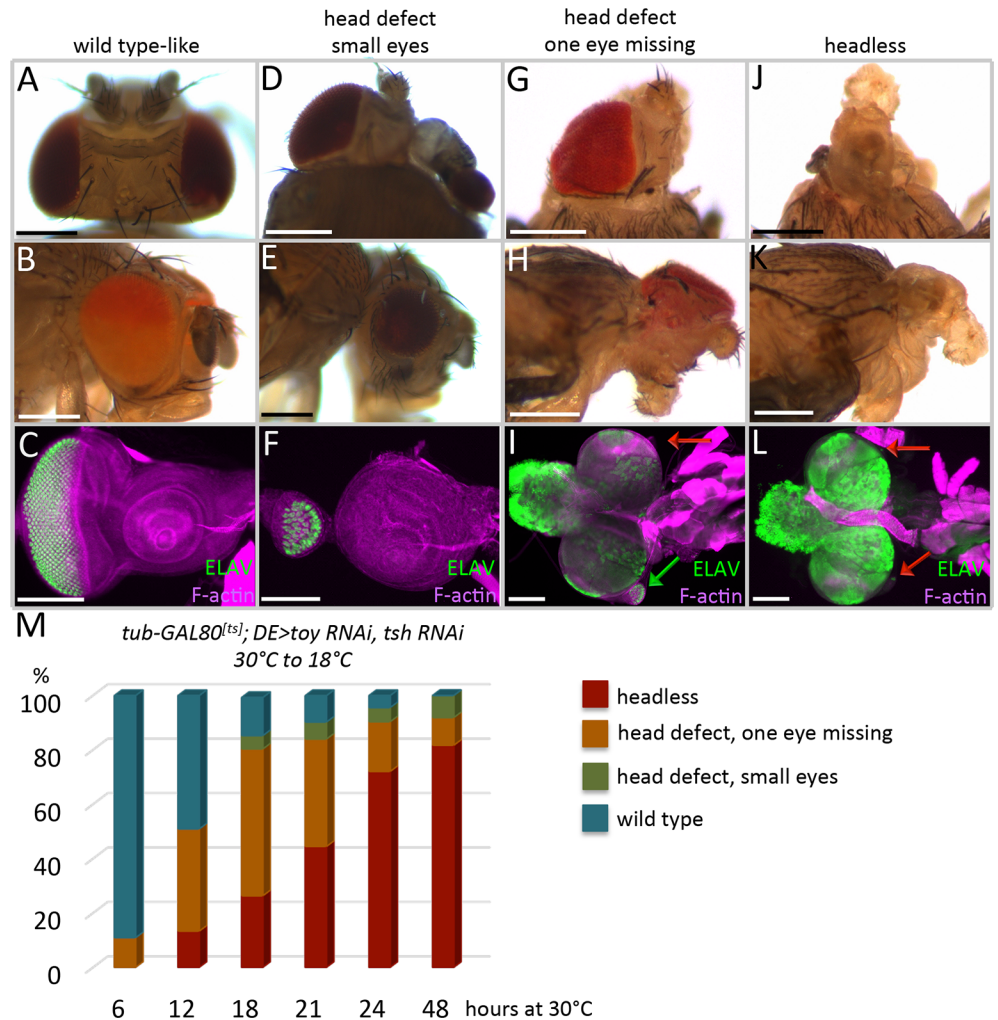 wild type-like
head defect
small eyes
head defect
one eye missing
headless
A
D
G
J
B
E
H
K
C
ELAV
F-actin
F
ELAV
F-actin
I
ELAV
F-actin
L
ELAV
F-actin
M
tub-GAL80[ts]; DE>toy RNAi, tsh RNAi
30°C to 18°C
%
100
80
60
40
20
0
6 12 18 21 24 48 hours at 30°C
headless
head defect, one eye missing
head defect, small eyes
wild type